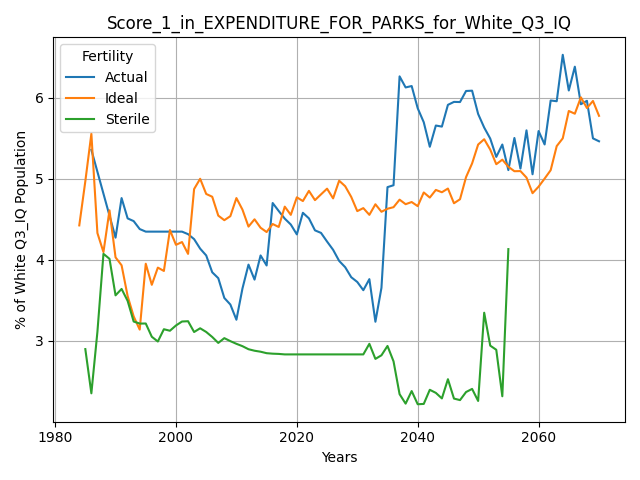 Score_1_in_EXPENDITURE_FOR_PARKS_for_White_Q3_IQ
Fertility
Actual
Ideal
Sterile
% of White Q3_IQ Population
6
5
4
3
1980
2000
2020
2040
2060
Years